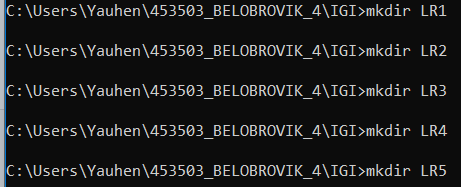 C:\Users\Yauhen\453503_BELOBROVIK_4\IGI>mkdir LR1
C:\Users\Yauhen\453503_BELOBROVIK_4\IGI>mkdir LR2
C:\Users\Yauhen\453503_BELOBROVIK_4\IGI>mkdir LR3
C:\Users\Yauhen\453503_BELOBROVIK_4\IGI>mkdir LR4
C:\Users\Yauhen\453503_BELOBROVIK_4\IGI>mkdir LR5